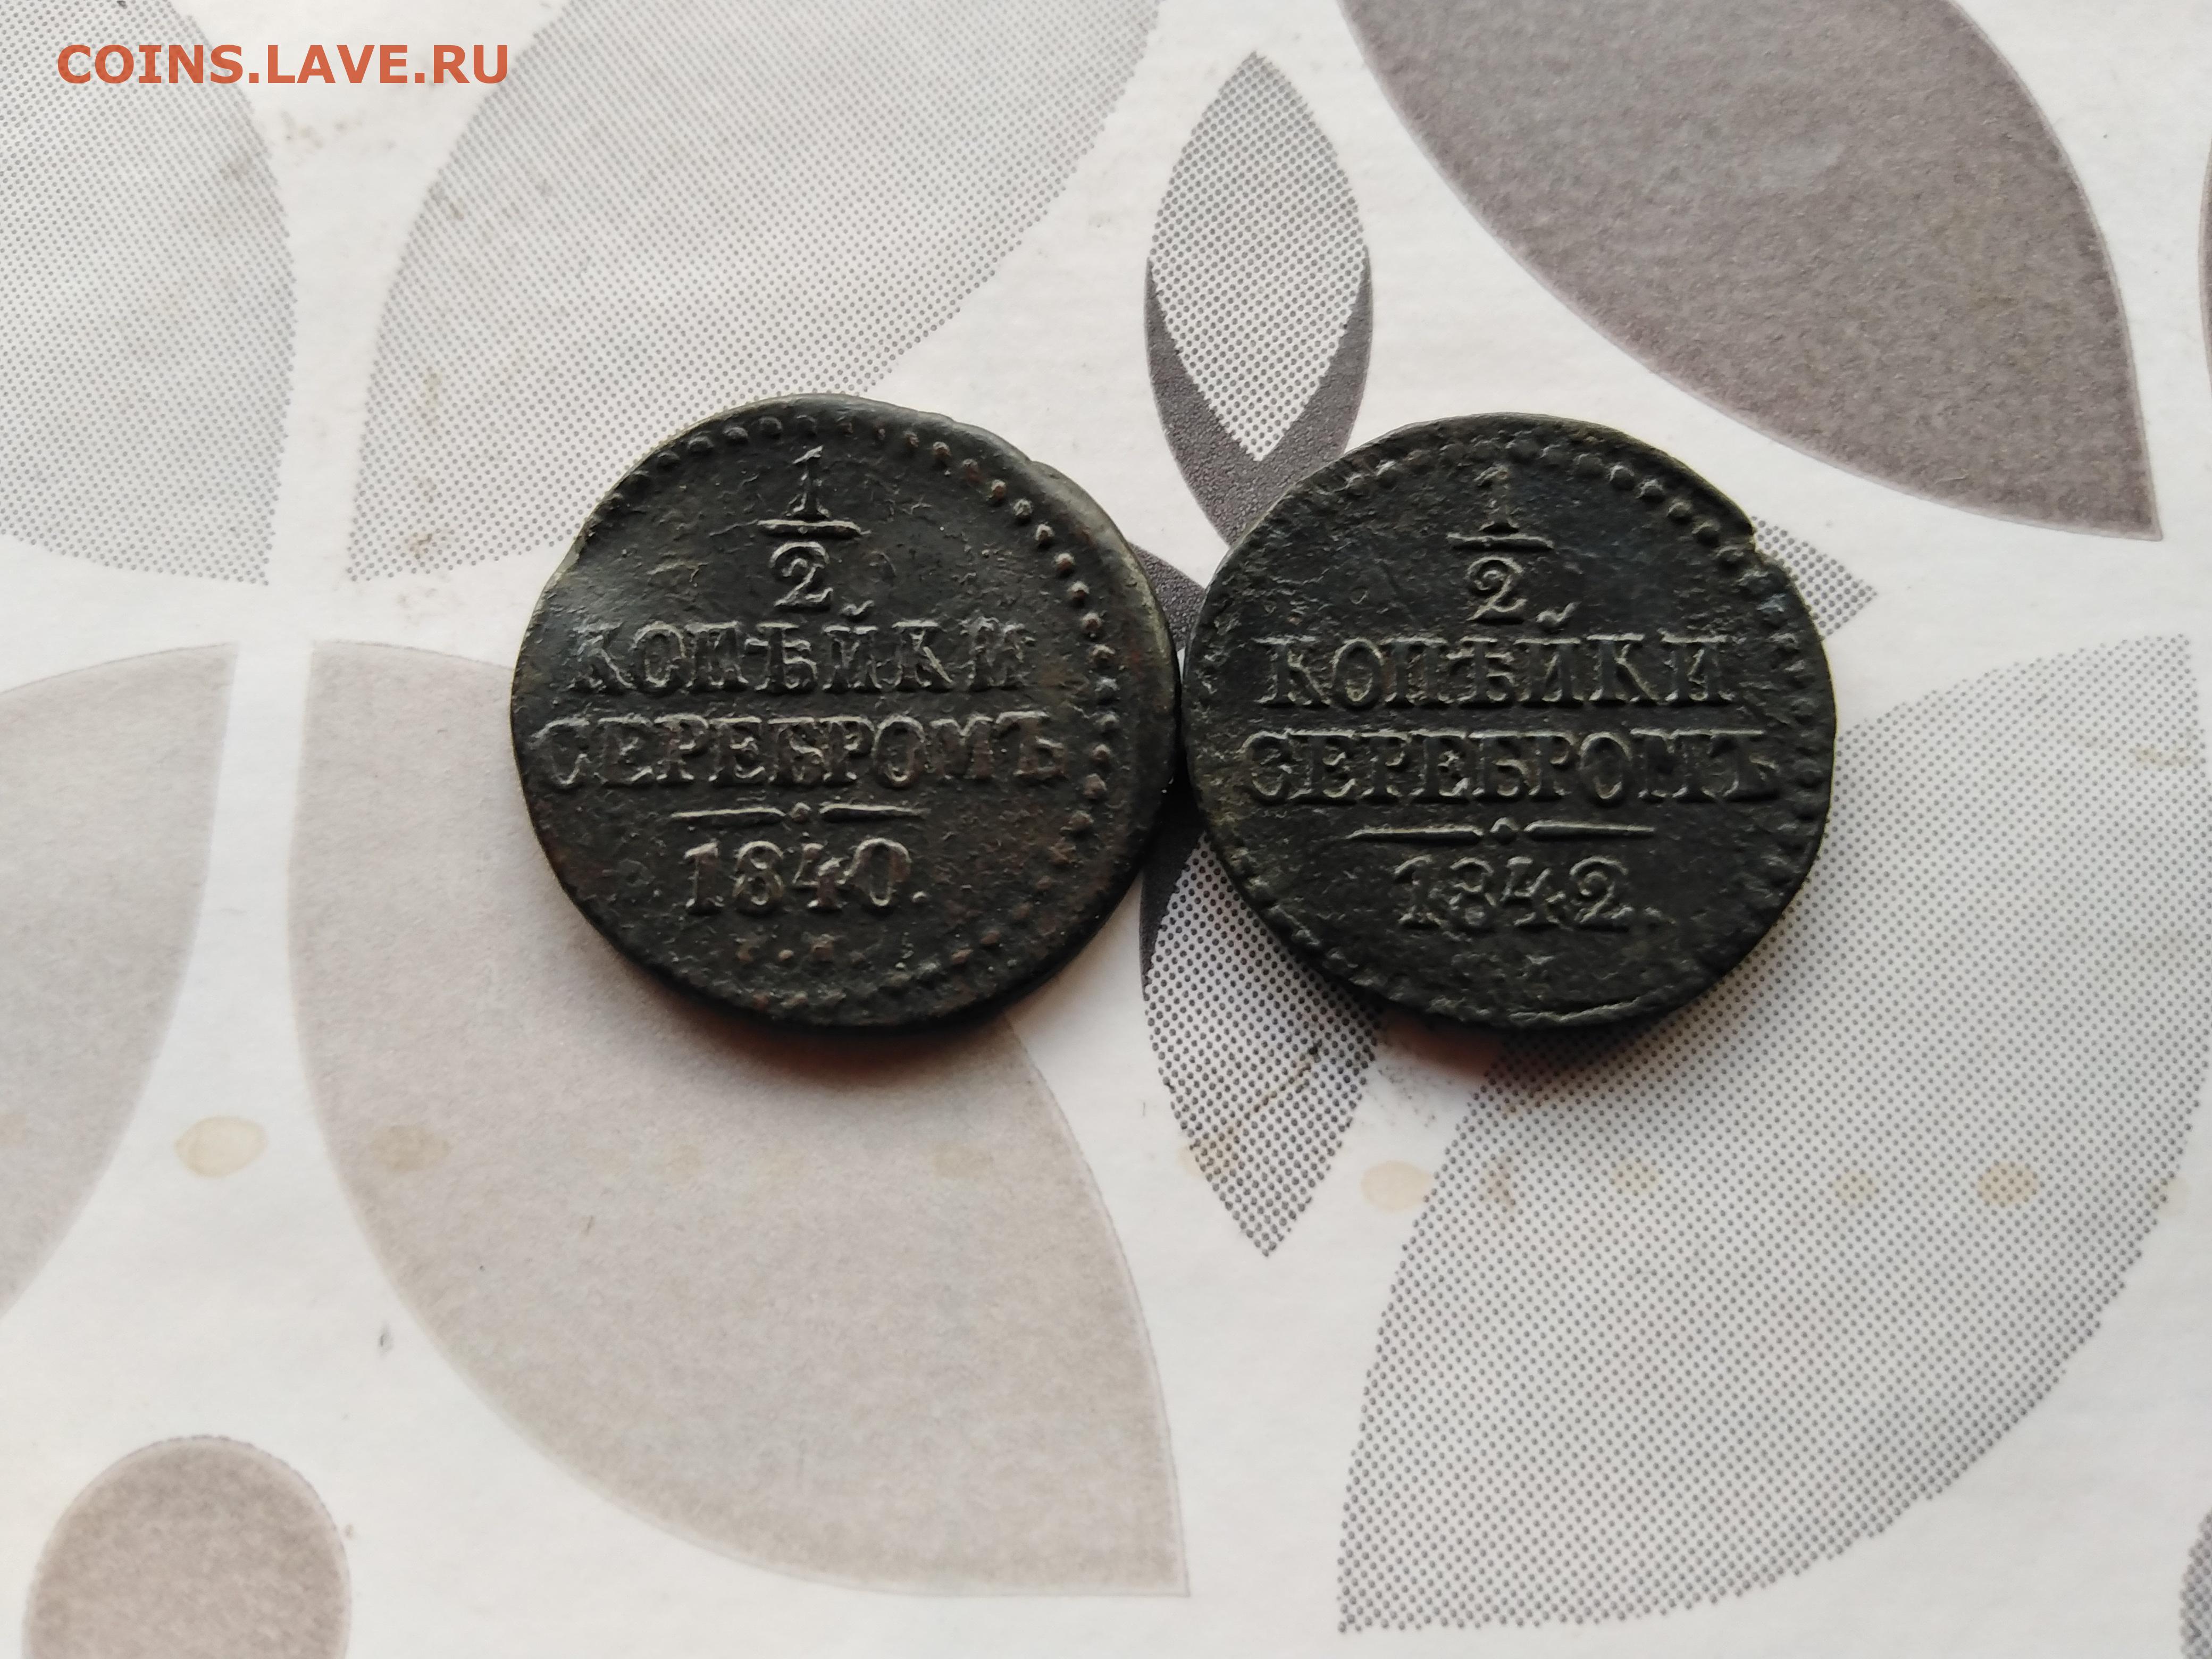 COINS.LAVE.RU
1
2
КОПѢЙКИ
СЕРЕБРОМЪ
1840.
1
2
КОПѢЙКИ
СЕРЕБРОМЪ
1842.